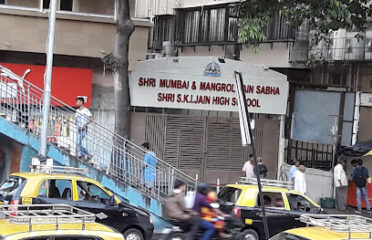 SHRI MUMBAI & MANGROL JAIN SABHA
SHRI S.K.I.JAIN HIGH SCHOOL